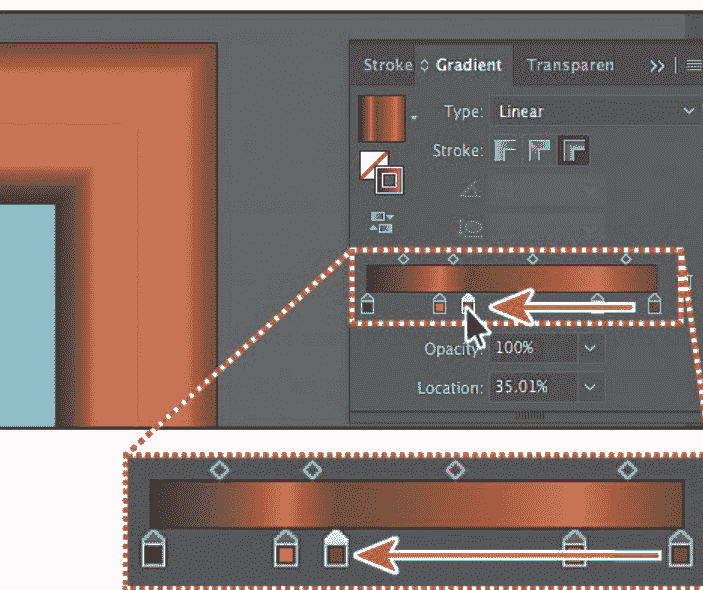 Stroke Gradient Transparen
Type: Linear
Stroke:
Opacity: 100%
Location: 35.01%